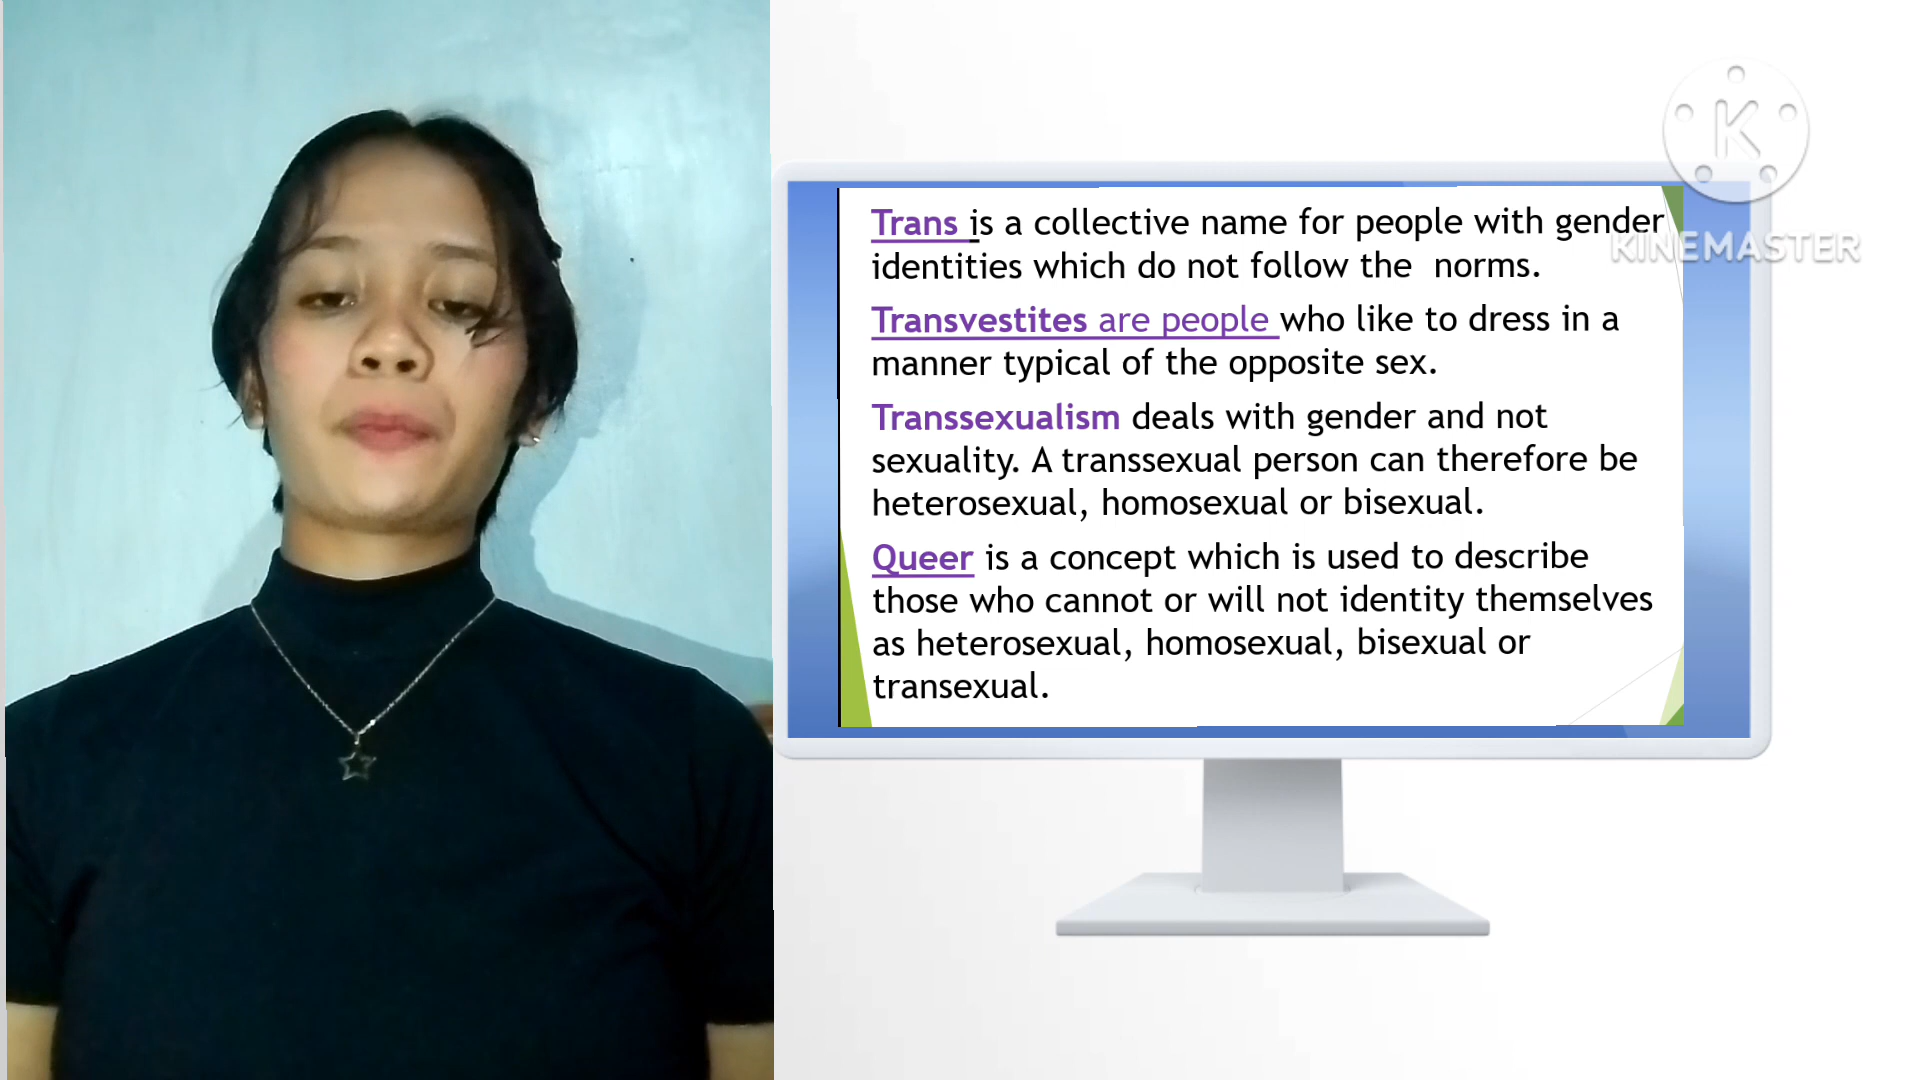 Trans is a collective name for people with gender
identities which do not follow the norms.
Transvestites are people who like to dress in a
manner typical of the opposite sex.
Transsexualism deals with gender and not
sexuality. A transsexual person can therefore be
heterosexual, homosexual or bisexual.
Queer is a concept which is used to describe
those who cannot or will not identity themselves
as heterosexual, homosexual, bisexual or
transexual.
K
KINEMASTER